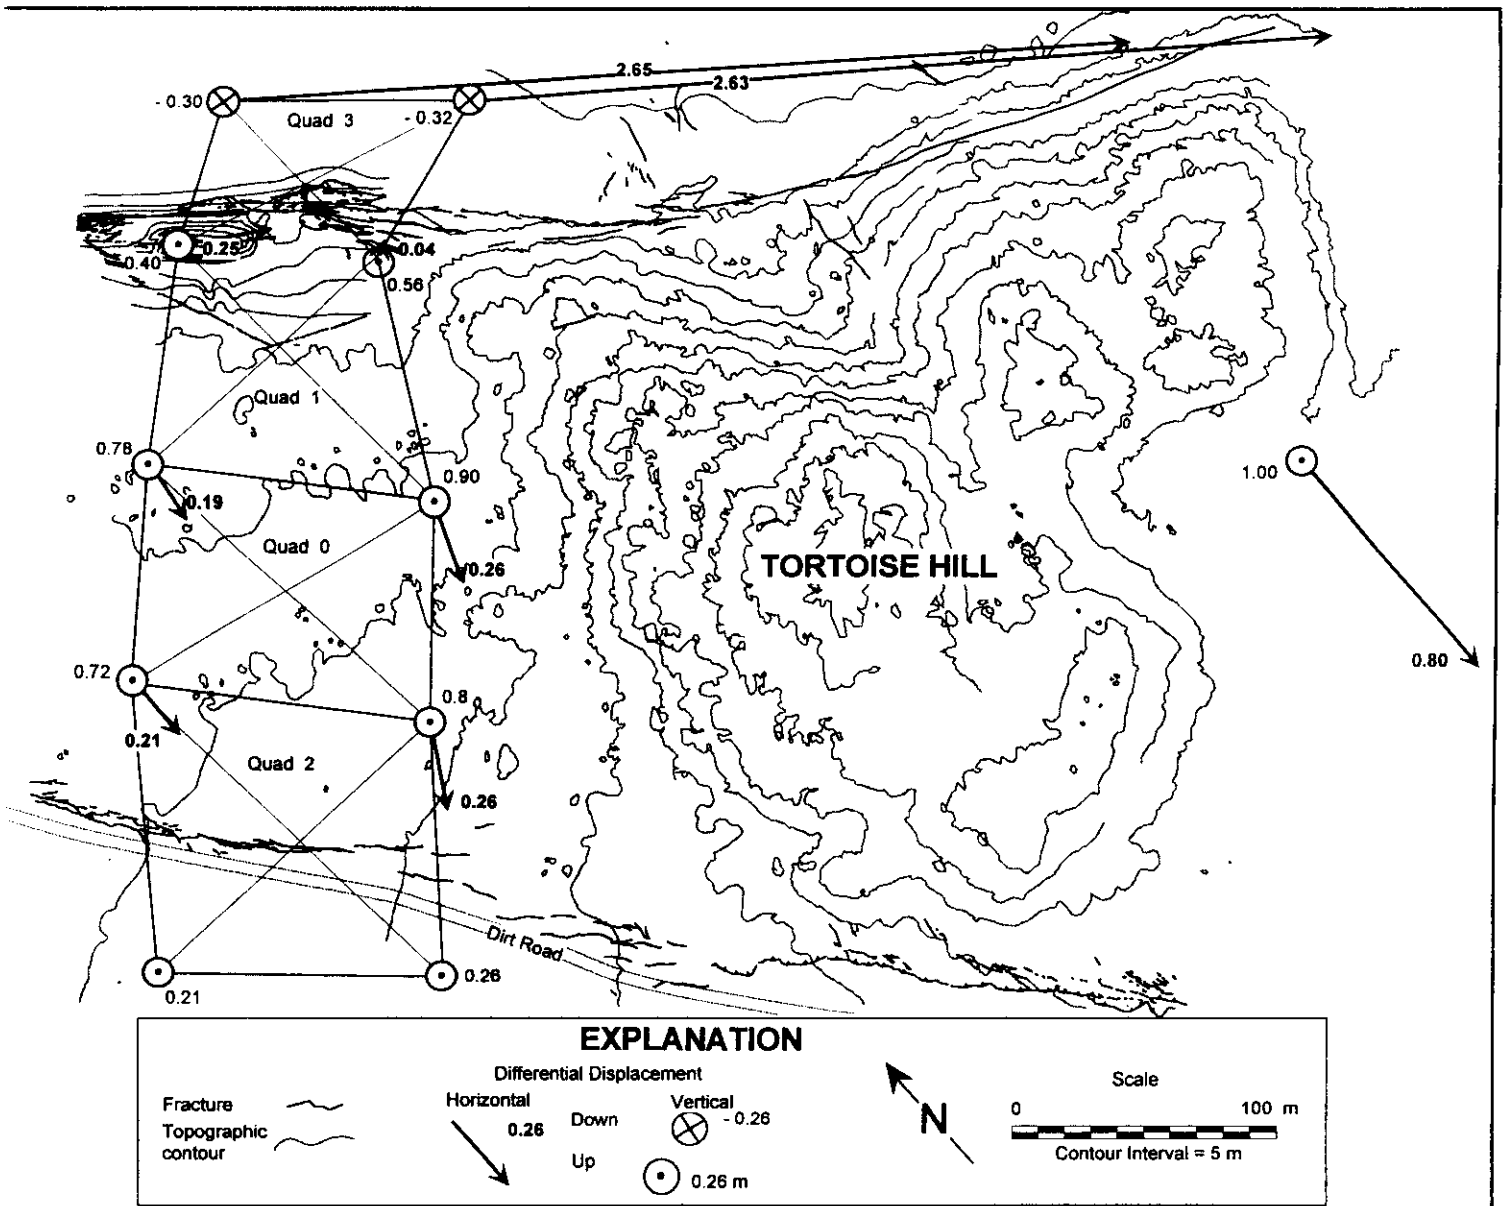 2.65
2.63
- 0.30
Quad 3
- 0.32
0.25
0.04
0.40
0.56
Quad 1
0.78
0.90
0.19
Quad 0
0.26
TORTOISE HILL
1.00
0.80
0.72
0.8
0.21
Quad 2
0.26
Dirt Road
0.21
0.26
EXPLANATION
Differential Displacement
Scale
Fracture
Horizontal
Vertical
0.26
Down
- 0.26
N
0 100 m
Topographic
contour
Contour Interval = 5 m
Up
0.26 m